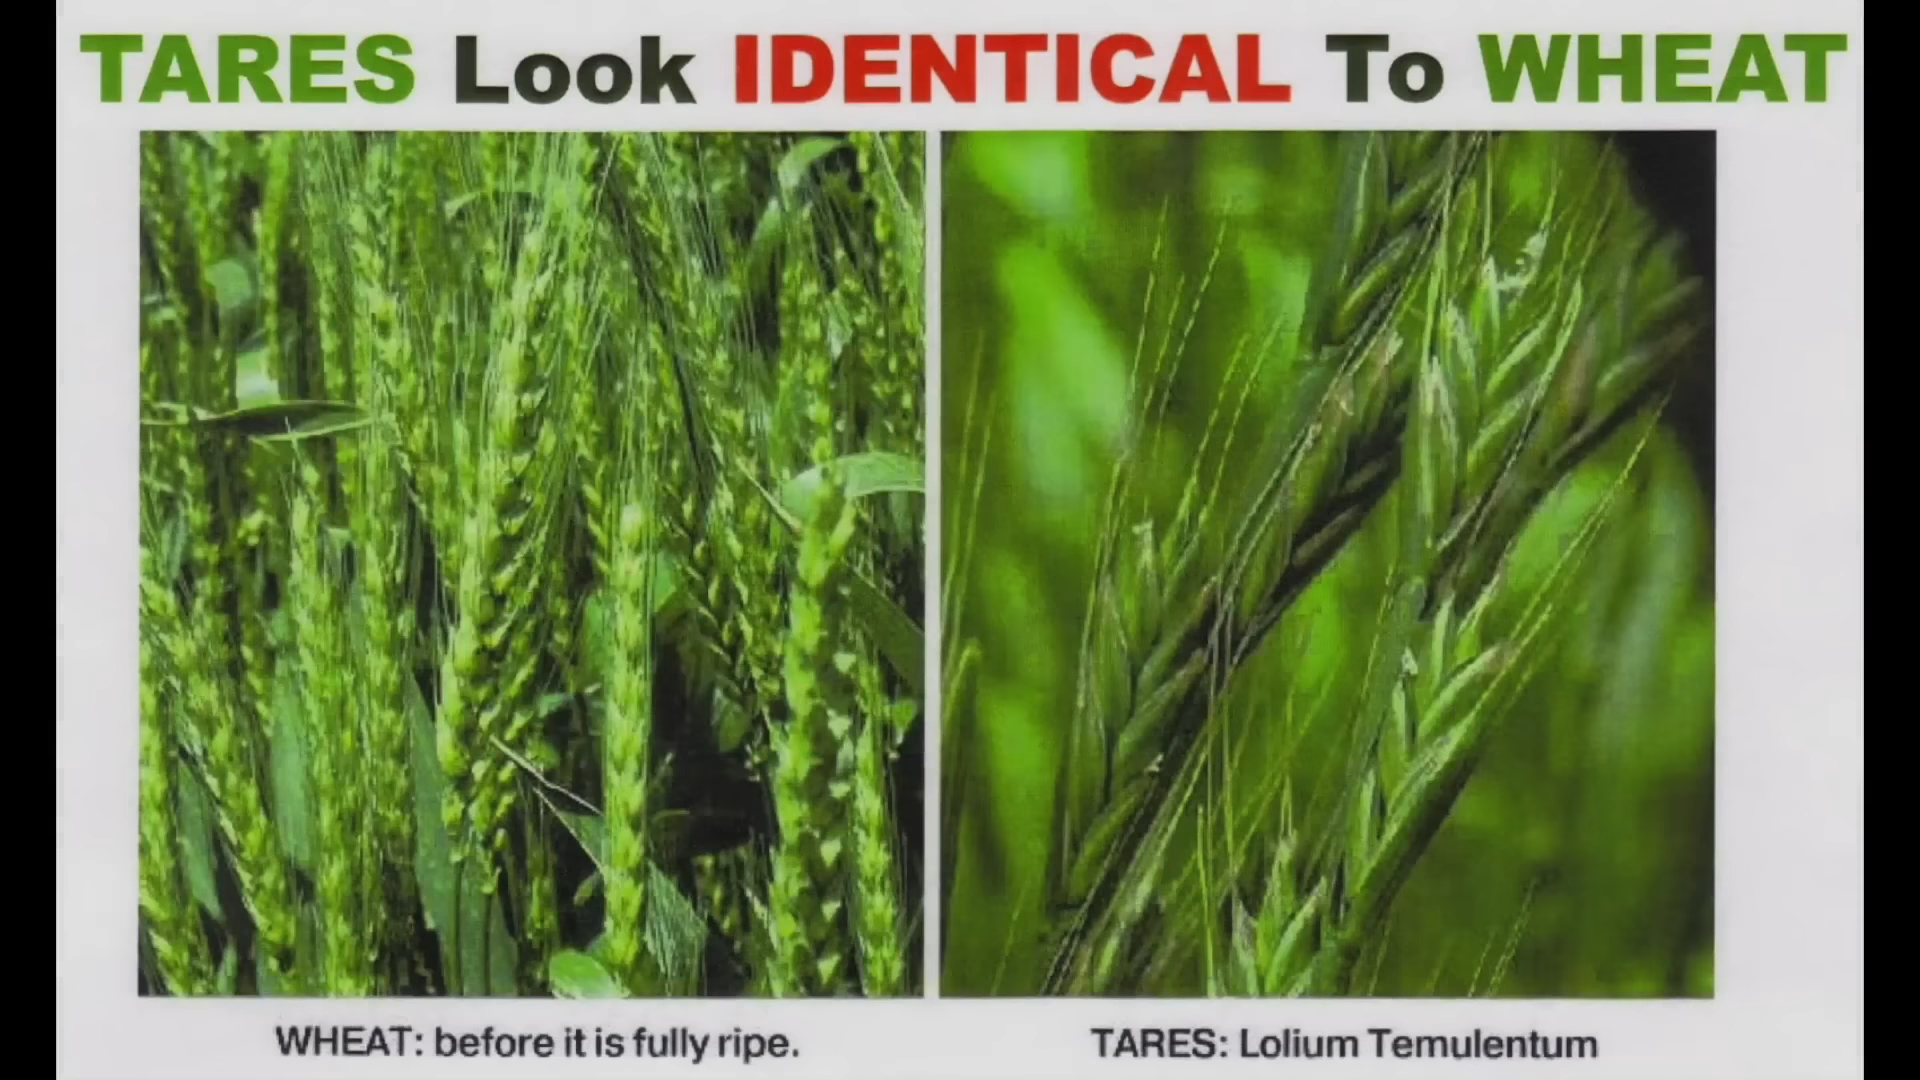 TARES Look IDENTICAL To WHEAT
WHEAT: before it is fully ripe.
TARES: Lolium Temulentum